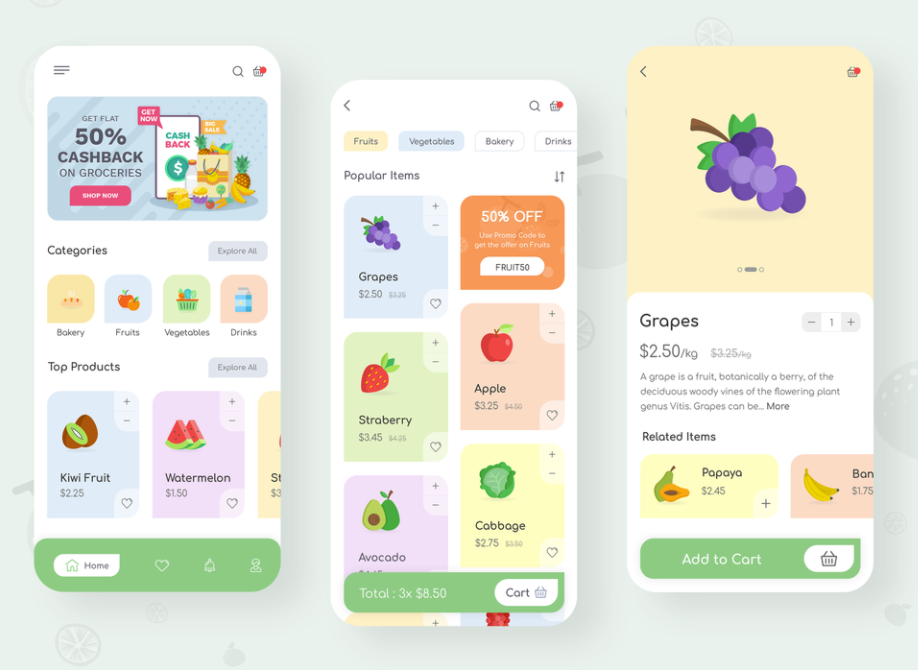 GET FLAT
50%
CASHBACK
ON GROCERIES
SHOP NOW
GET
NOW
CASH
BACK
BIG
SALE
$
Categories
Explore All
Bakery
Fruits
Vegetables
Drinks
Top Products
Explore All
+
−
Kiwi Fruit
$2.25
+
−
Watermelon
$1.50
St
$3
Home
Fruits
Vegetables
Bakery
Drinks
Popular Items
+
−
Grapes
$2.50 $3.25
50% OFF
Use Promo Code to
get the offer on Fruits
FRUIT50
+
−
Straberry
$3.45 $4.25
+
−
Apple
$3.25 $4.50
+
−
Avocado
+
−
Cabbage
$2.75 $3.50
Total : 3x $8.50
Cart
+
Grapes
− 1 +
$2.50/kg $3.25/kg
A grape is a fruit, botanically a berry, of the
deciduous woody vines of the flowering plant
genus Vitis. Grapes can be... More
Related Items
Papaya
$2.45
+
Ban
$1.75
Add to Cart